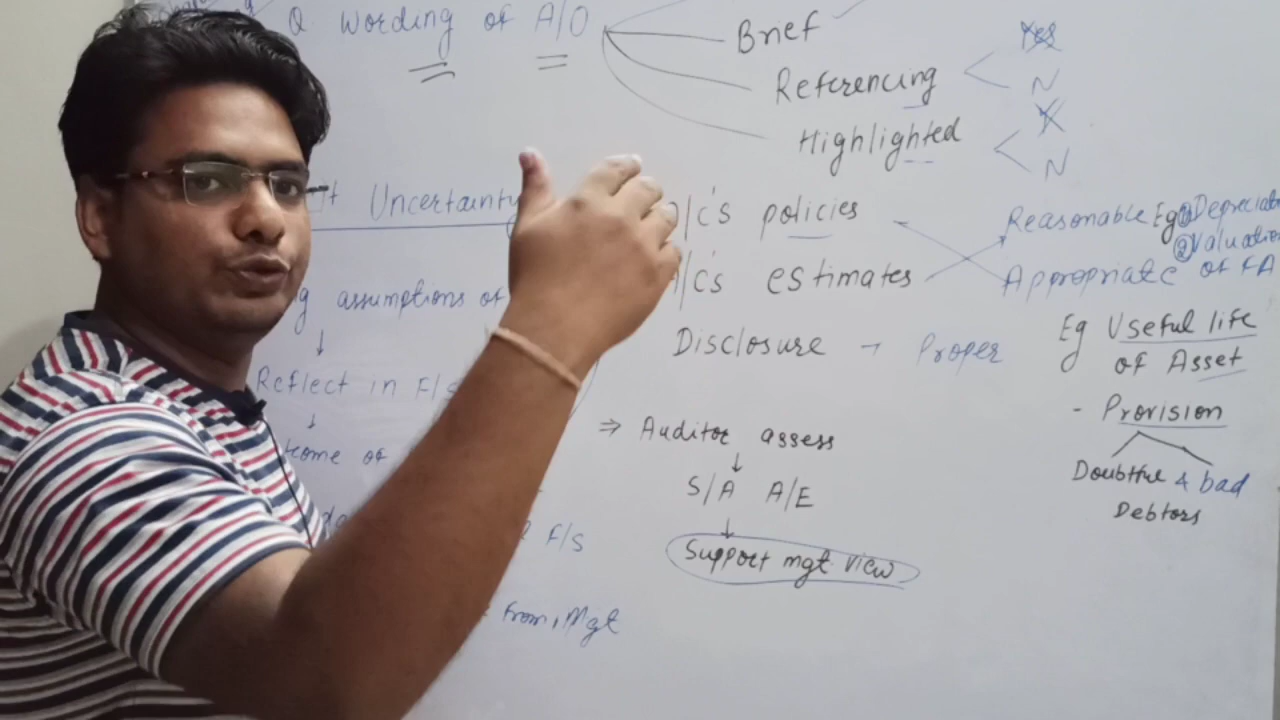 Q wording of A/O
Brief
Referencing
Yes
N
Highlighted
Y
N
Uncertainty
A/c's policies
Reasonable Eg ① Depreciation
② Valuation
A/c's estimates
Appropriate of FA
assumptions of
Disclosure → Proper
Eg Useful life
of Asset
↓
Reflect in F/S
- Provision
↓
of
⇒ Auditor assess
↓
Doubtful & bad
Debtors
S/A A/E
↓
F/S
Support mgt view
from, Mgt